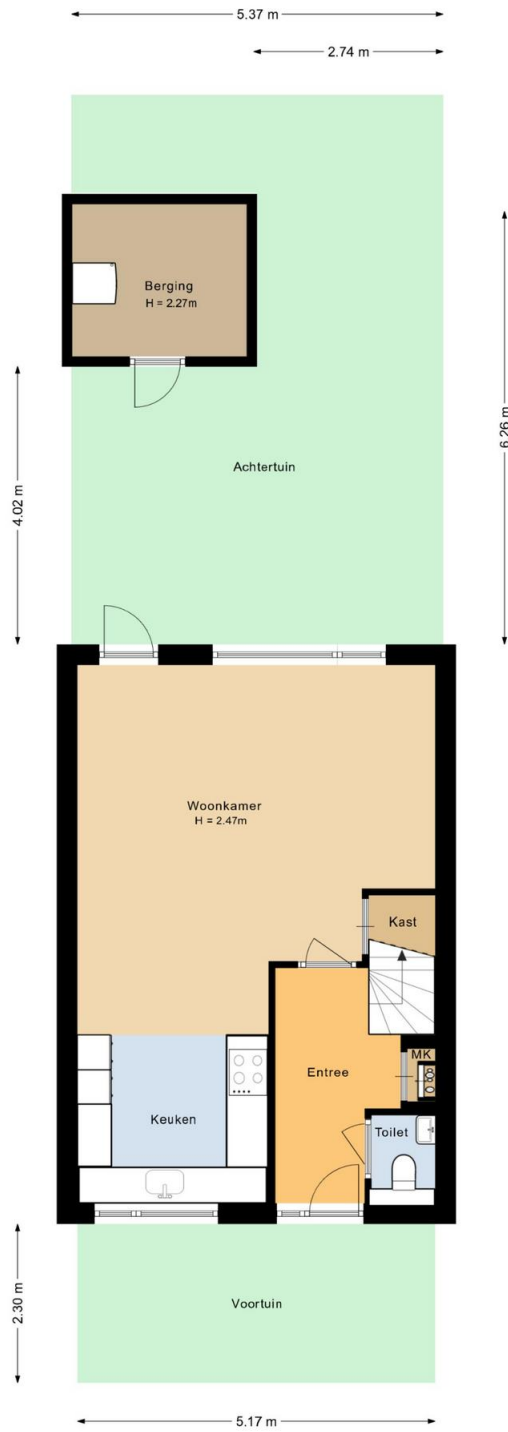 5.37 m
2.74 m
Berging
H = 2.27m
6.26 m
4.02 m
Achtertuin
Woonkamer
H = 2.47m
Kast
MK
Entree
Keuken
Toilet
2.30 m
Voortuin
5.17 m